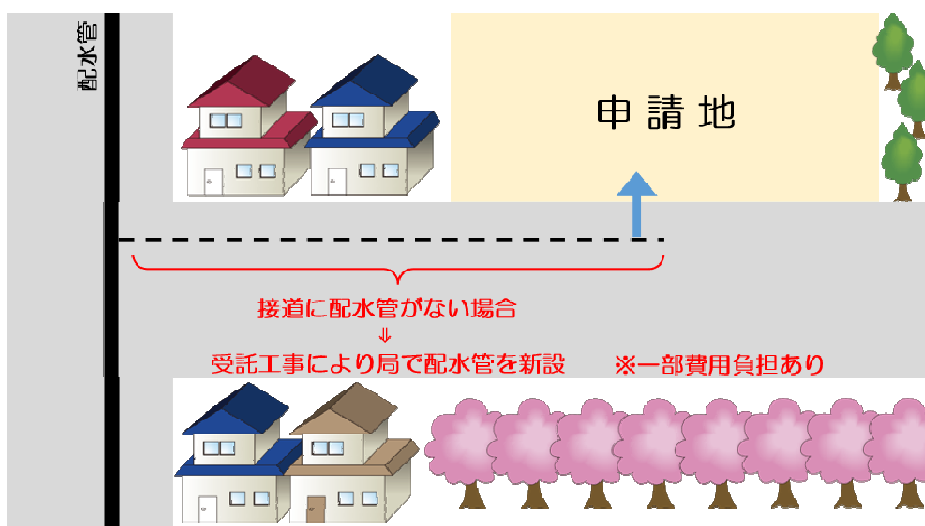 配水管
申請地
接道に配水管がない場合
⇓
受託工事により局で配水管を新設 ※一部費用負担あり